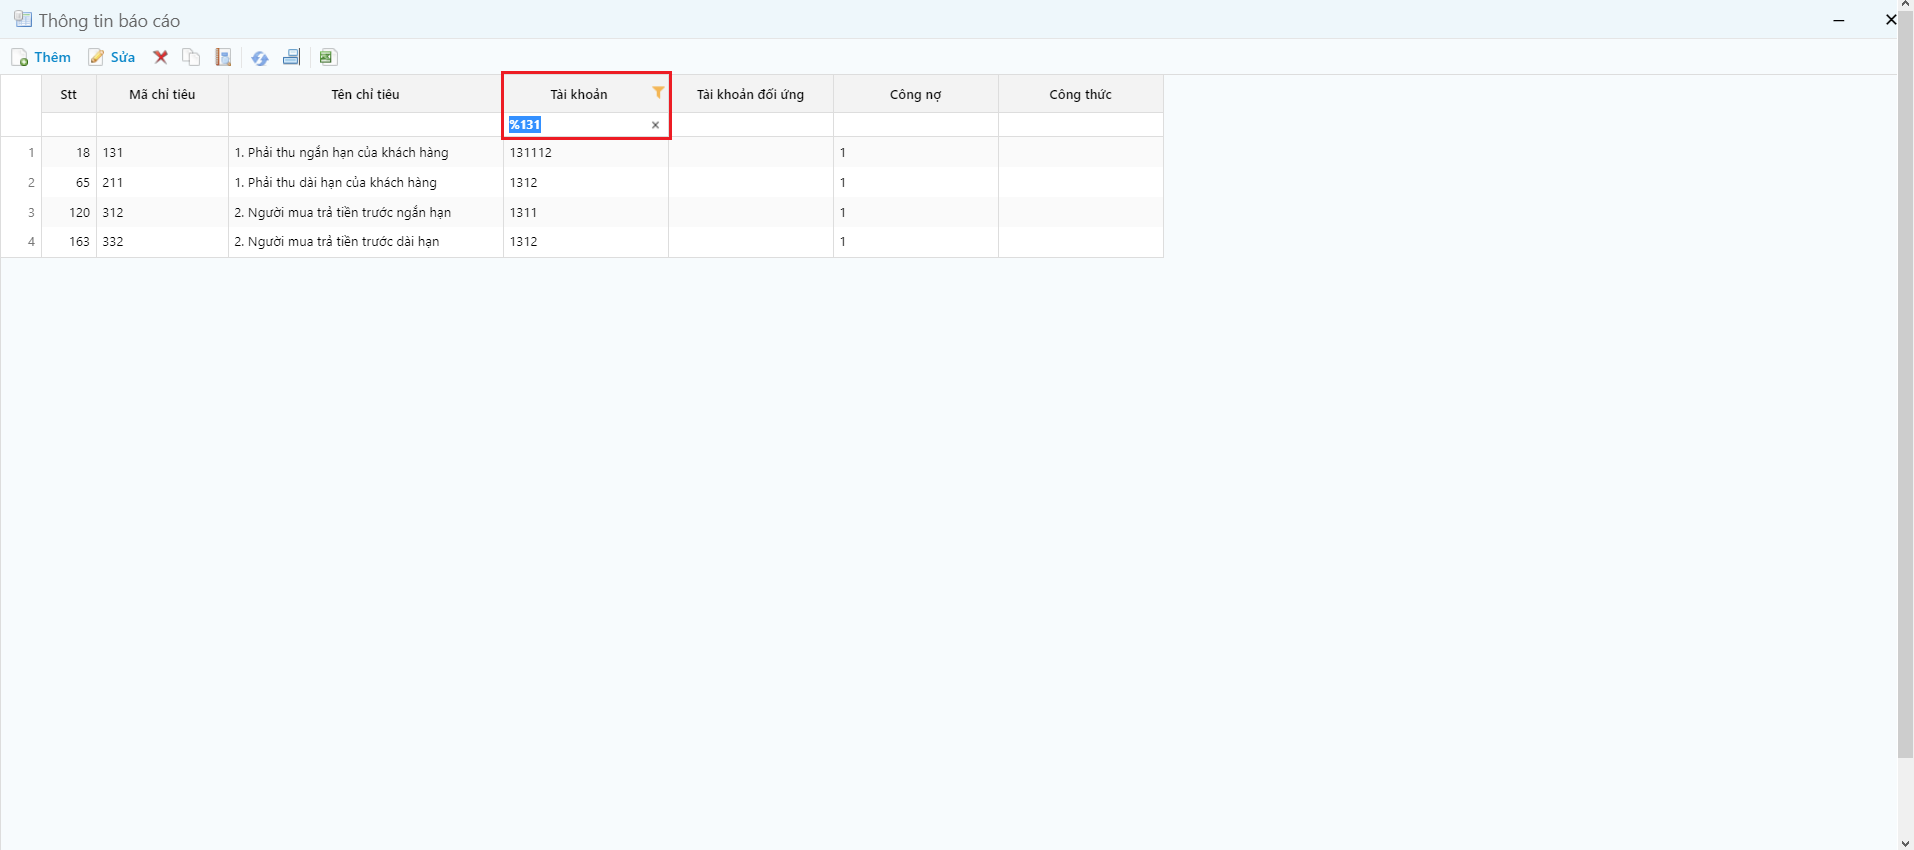 Thông tin báo cáo
Thêm Sửa
Stt Mã chỉ tiêu Tên chỉ tiêu Tài khoản Tài khoản đối ứng Công nợ Công thức
%131 ×
1 18 131 1. Phải thu ngắn hạn của khách hàng 131112 1
2 65 211 1. Phải thu dài hạn của khách hàng 1312 1
3 120 312 2. Người mua trả tiền trước ngắn hạn 1311 1
4 163 332 2. Người mua trả tiền trước dài hạn 1312 1